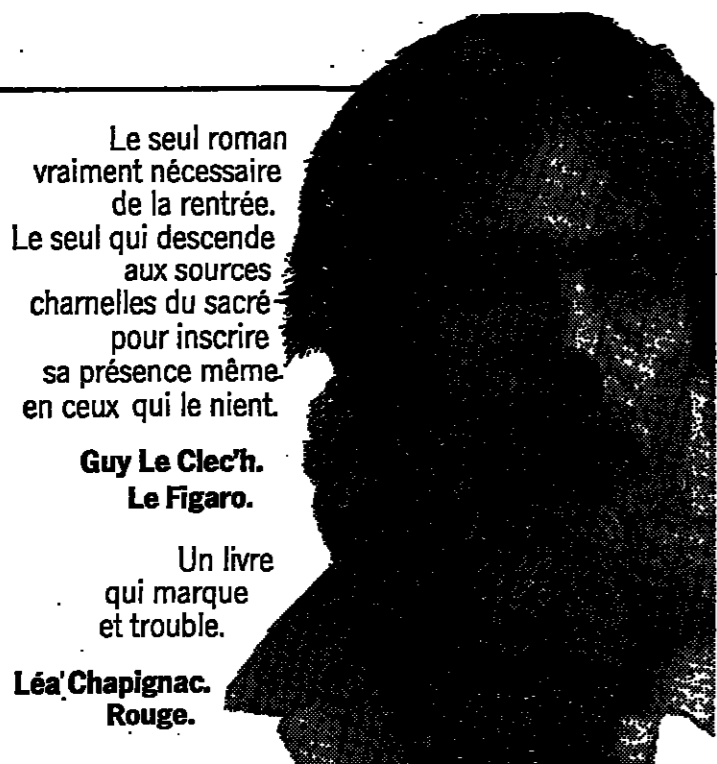 Le seul roman
vraiment nécessaire
de la rentrée.
Le seul qui descende
aux sources
charnelles du sacré
pour inscrire
sa présence même
en ceux qui le nient.
Guy Le Clec'h.
Le Figaro.
Un livre
qui marque
et trouble.
Léa Chapignac.
Rouge.